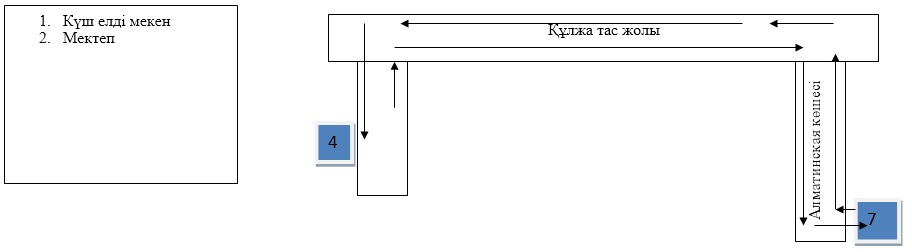 1. Күш елді мекен
2. Мектеп
Құлжа тас жолы
4
Алматинская көшесі
7